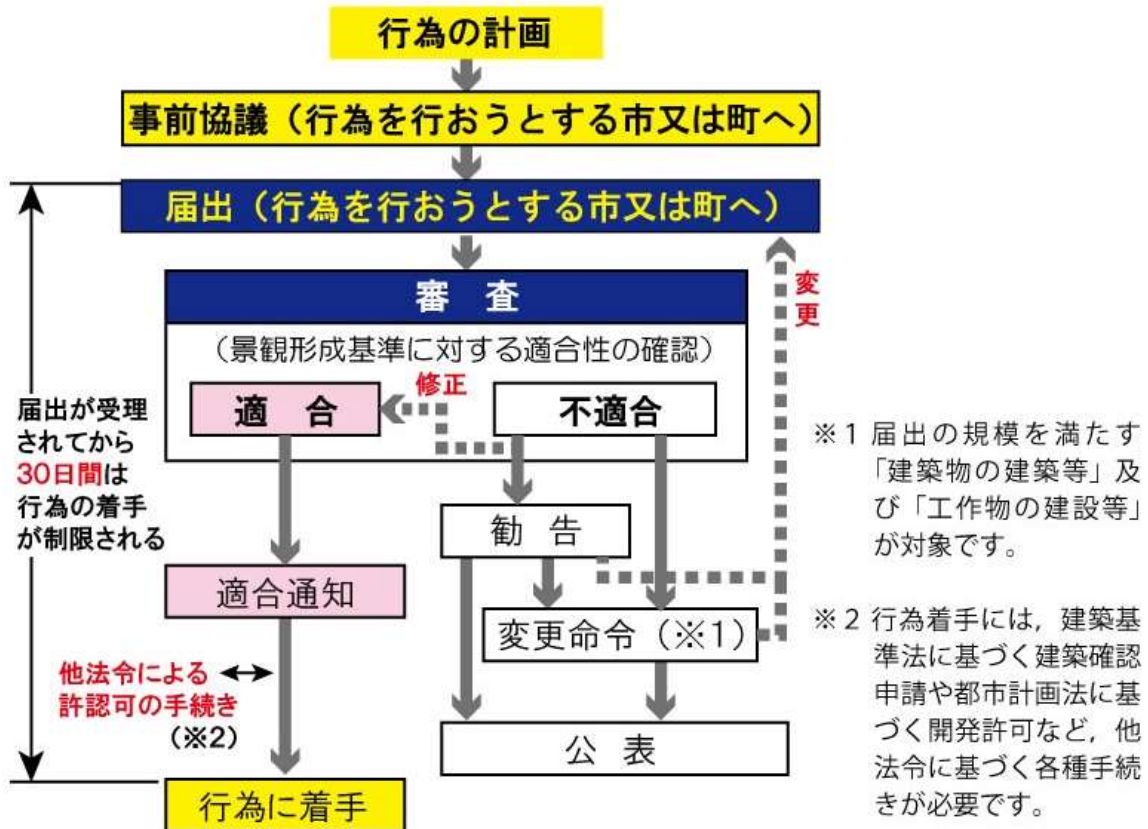 行為の計画
事前協議（行為を行おうとする市又は町へ）
届出（行為を行おうとする市又は町へ）
審 査
（景観形成基準に対する適合性の確認）
適 合
修正
不適合
変
更
届出が受理
されてから
30日間は
行為の着手
が制限される
勧 告
適合通知
変更命令（※1）
他法令による
許認可の手続き
（※2）
公 表
行為に着手
※1 届出の規模を満たす
「建築物の建築等」及
び「工作物の建設等」
が対象です。
※2 行為着手には，建築基
準法に基づく建築確認
申請や都市計画法に基
づく開発許可など，他
法令に基づく各種手続
きが必要です。